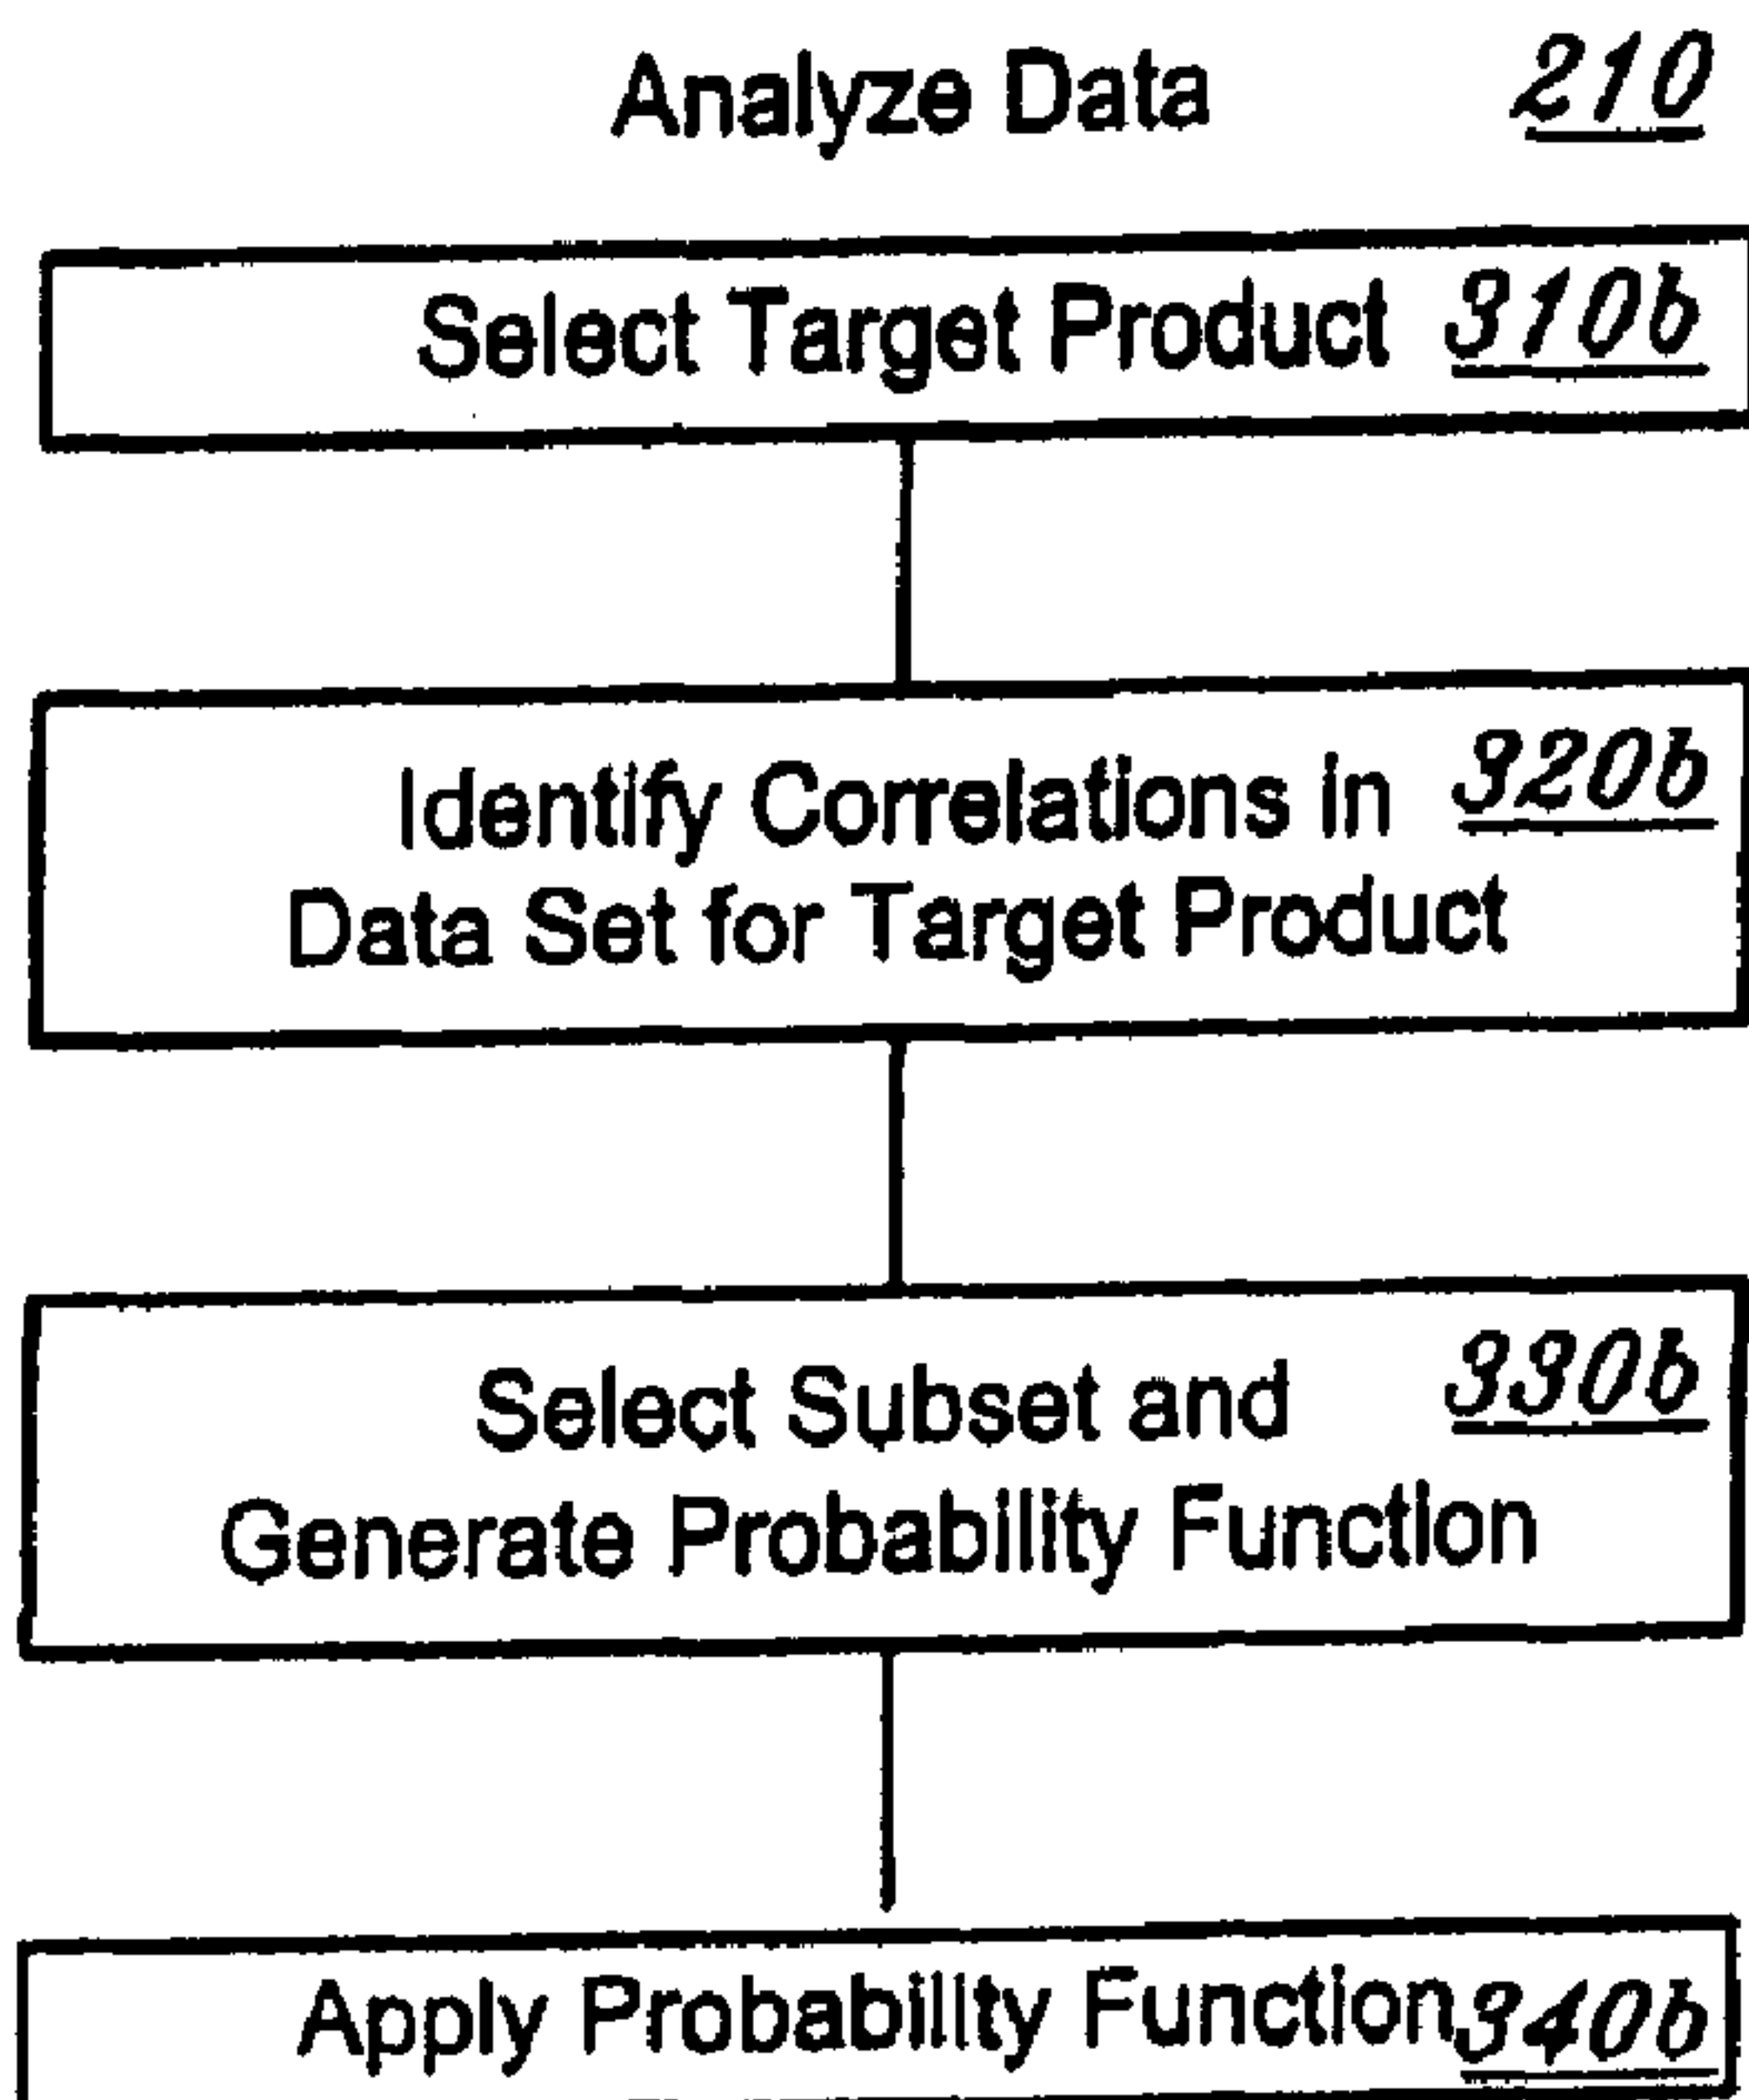 Analyze Data 210
Select Target Product 310b
Identify Correlations in 320b
Data Set for Target Product
Select Subset and 330b
Generate Probability Function
Apply Probability Function 340b